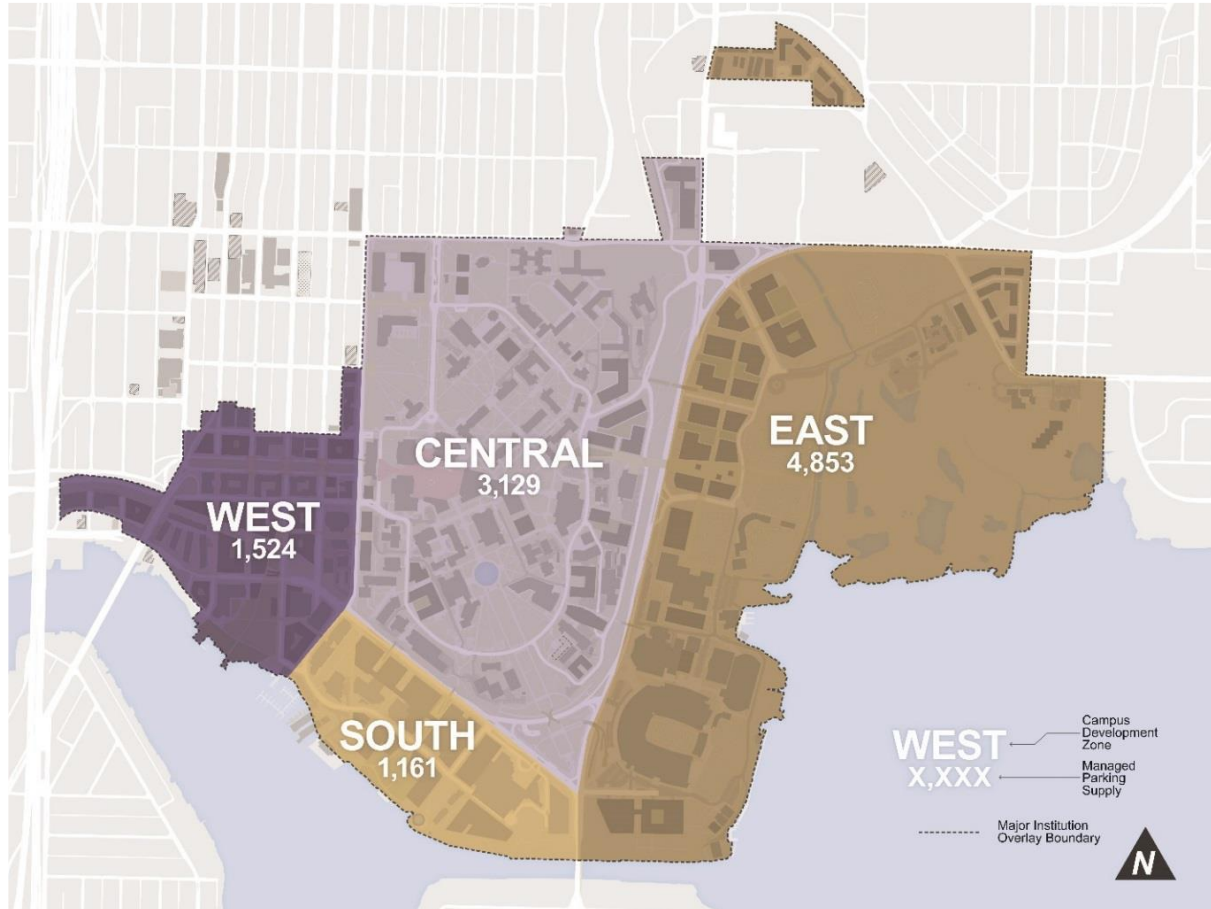 CENTRAL
3,129
EAST
4,853
WEST
1,524
SOUTH
1,161
WEST
X,XXX
Campus
Development
Zone
Managed
Parking
Supply
Major Institution
Overlay Boundary
N